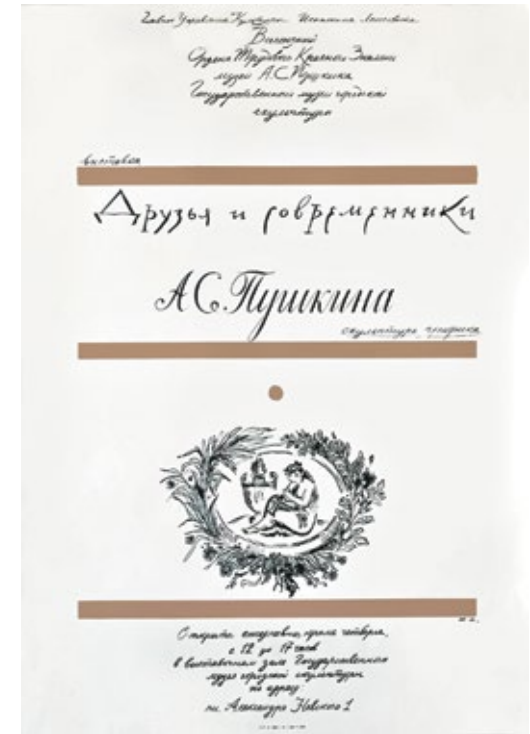 Главное Управление Культуры Исполкома Ленсовета
Всесоюзный
Ордена Трудового Красного Знамени
музей А.С. Пушкина
Государственный музей городской
скульптуры
выставка
Друзья и современники
А.С. Пушкина
скульптура графика
Открыта ежедневно, кроме четверга,
с 12 до 17 часов
в выставочном зале Государственного
музея городской скульптуры
по адресу:
пл. Александра Невского 1